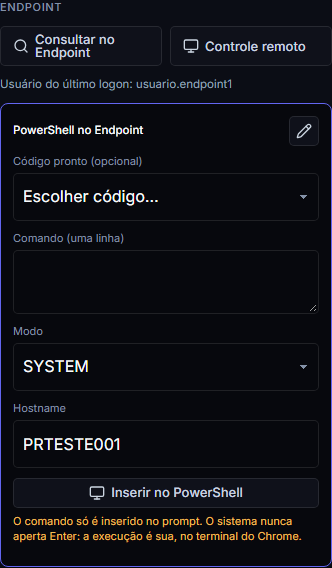 ENDPOINT
Consultar no
Endpoint
Controle remoto
Usuário do último logon: usuario.endpoint1
PowerShell no Endpoint
Código pronto (opcional)
Escolher código...
Comando (uma linha)
Modo
SYSTEM
Hostname
PRTESTE001
Inserir no PowerShell
O comando só é inserido no prompt. O sistema nunca
aperta Enter: a execução é sua, no terminal do Chrome.